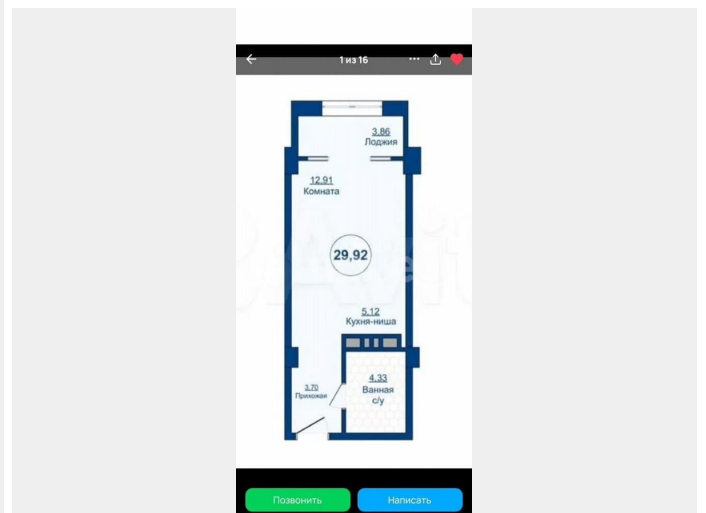 1 из 16
3,86
Лоджия
12,91
Комната
29,92
Avito
5,12
Кухня-ниша
3,70
Прихожая
4,33
Ванная
с/у
Позвонить
Написать